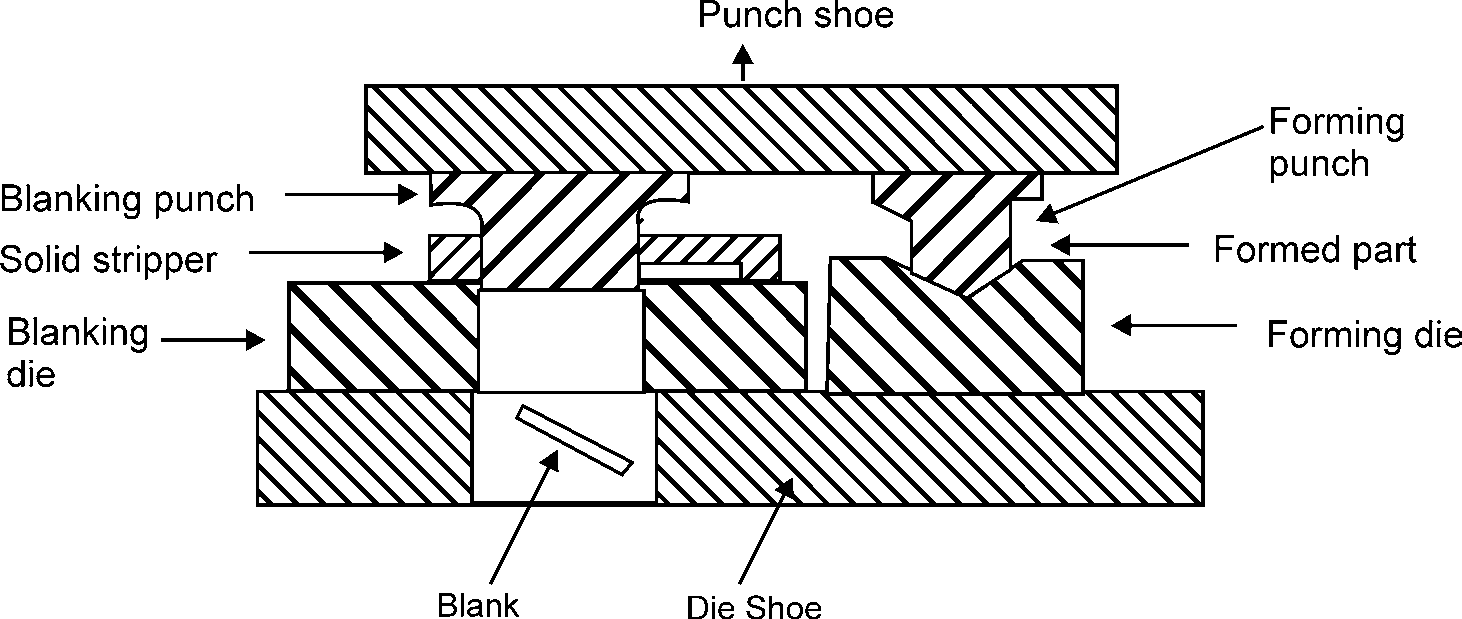 Punch shoe
Forming
punch
Blanking punch
Solid stripper
Formed part
Blanking
die
Forming die
Blank
Die Shoe